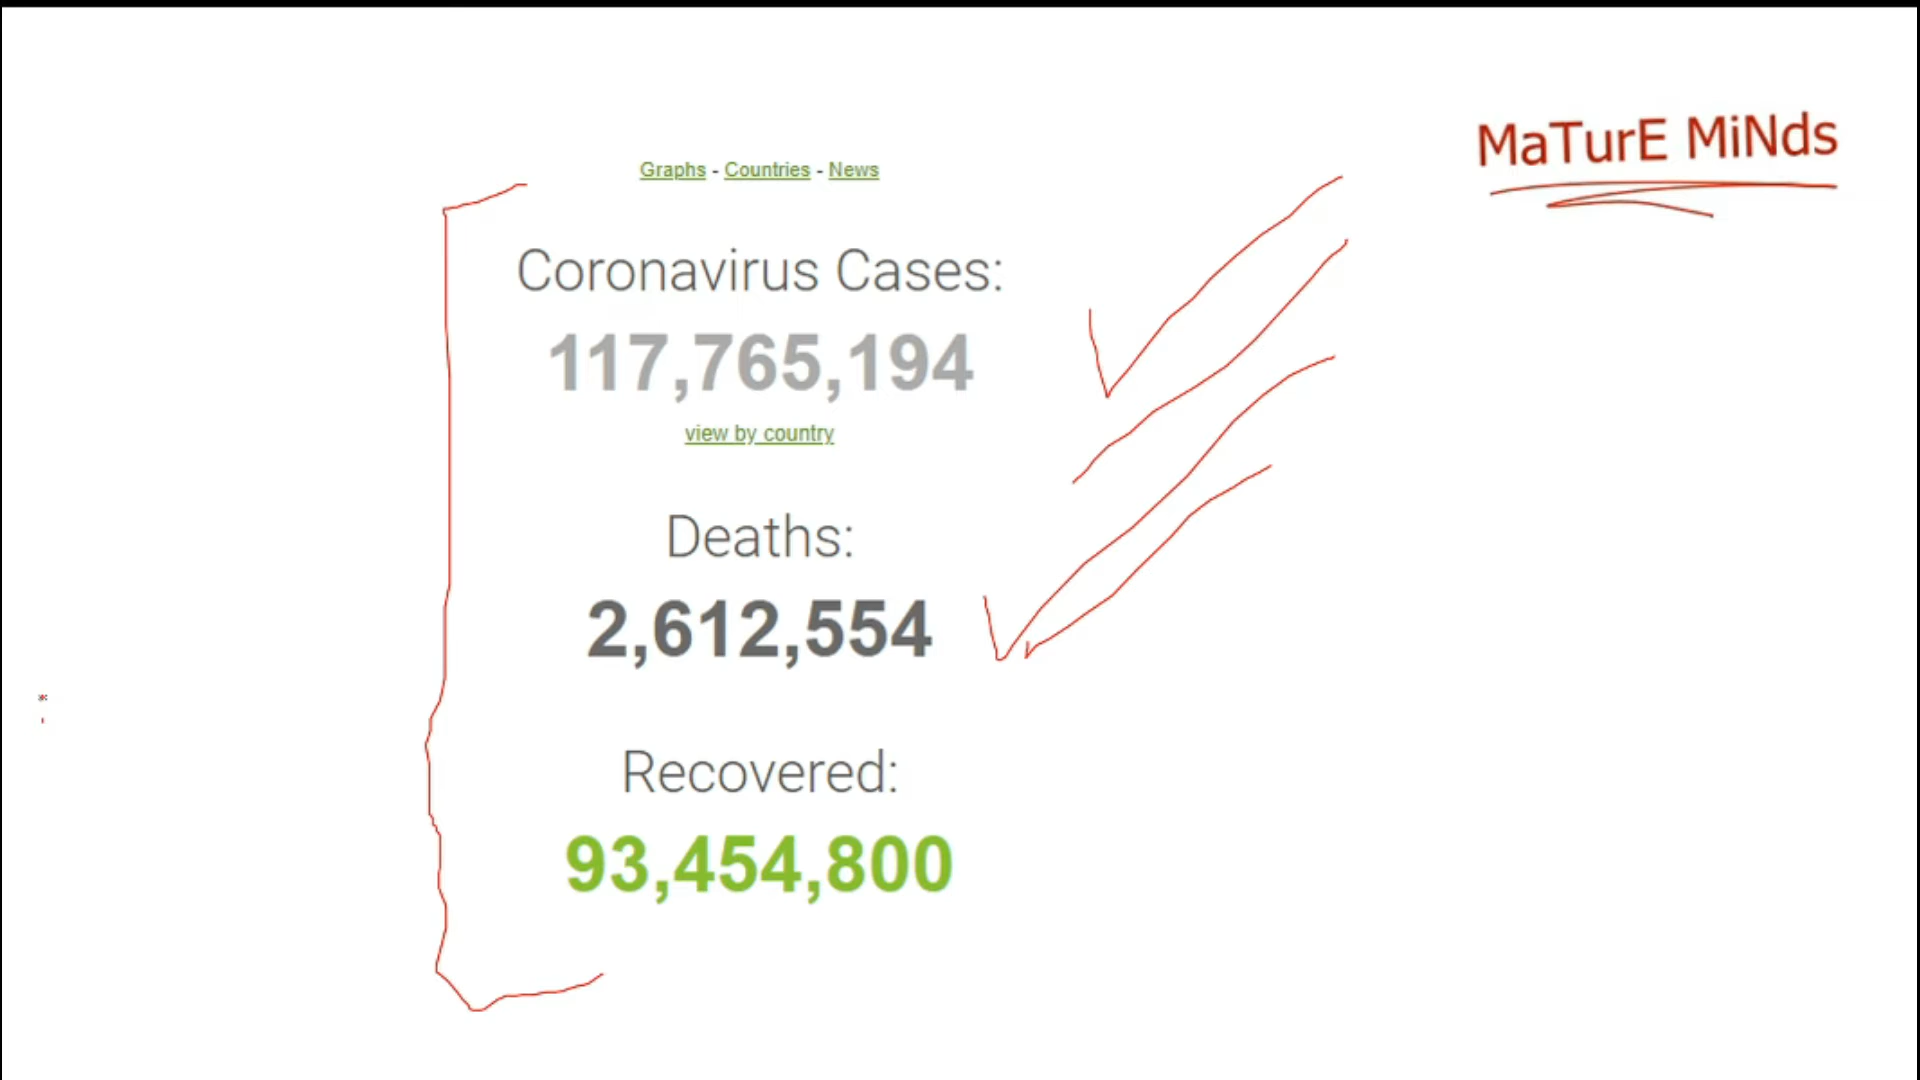 MaTurE MiNds
Graphs - Countries - News
Coronavirus Cases:
117,765,194
view by country
Deaths:
2,612,554
Recovered:
93,454,800